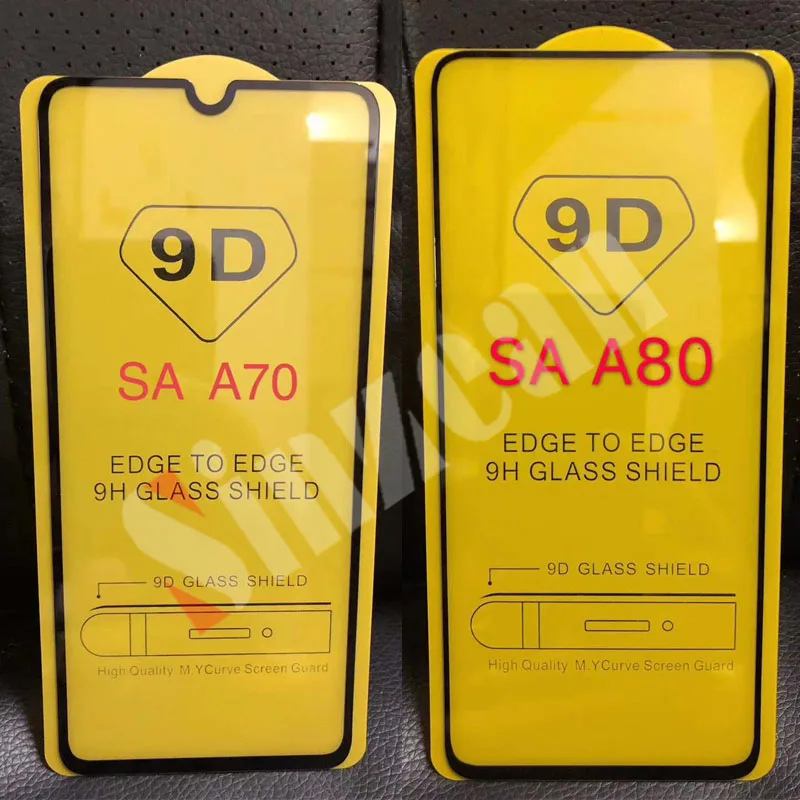 9D
SA A70
EDGE TO EDGE
9H GLASS SHIELD
9D GLASS SHIELD
High Quality M.YCurve Screen Guard
9D
SA A80
EDGE TO EDGE
9H GLASS SHIELD
9D GLASS SHIELD
High Quality M.YCurve Screen Guard
Sinzean